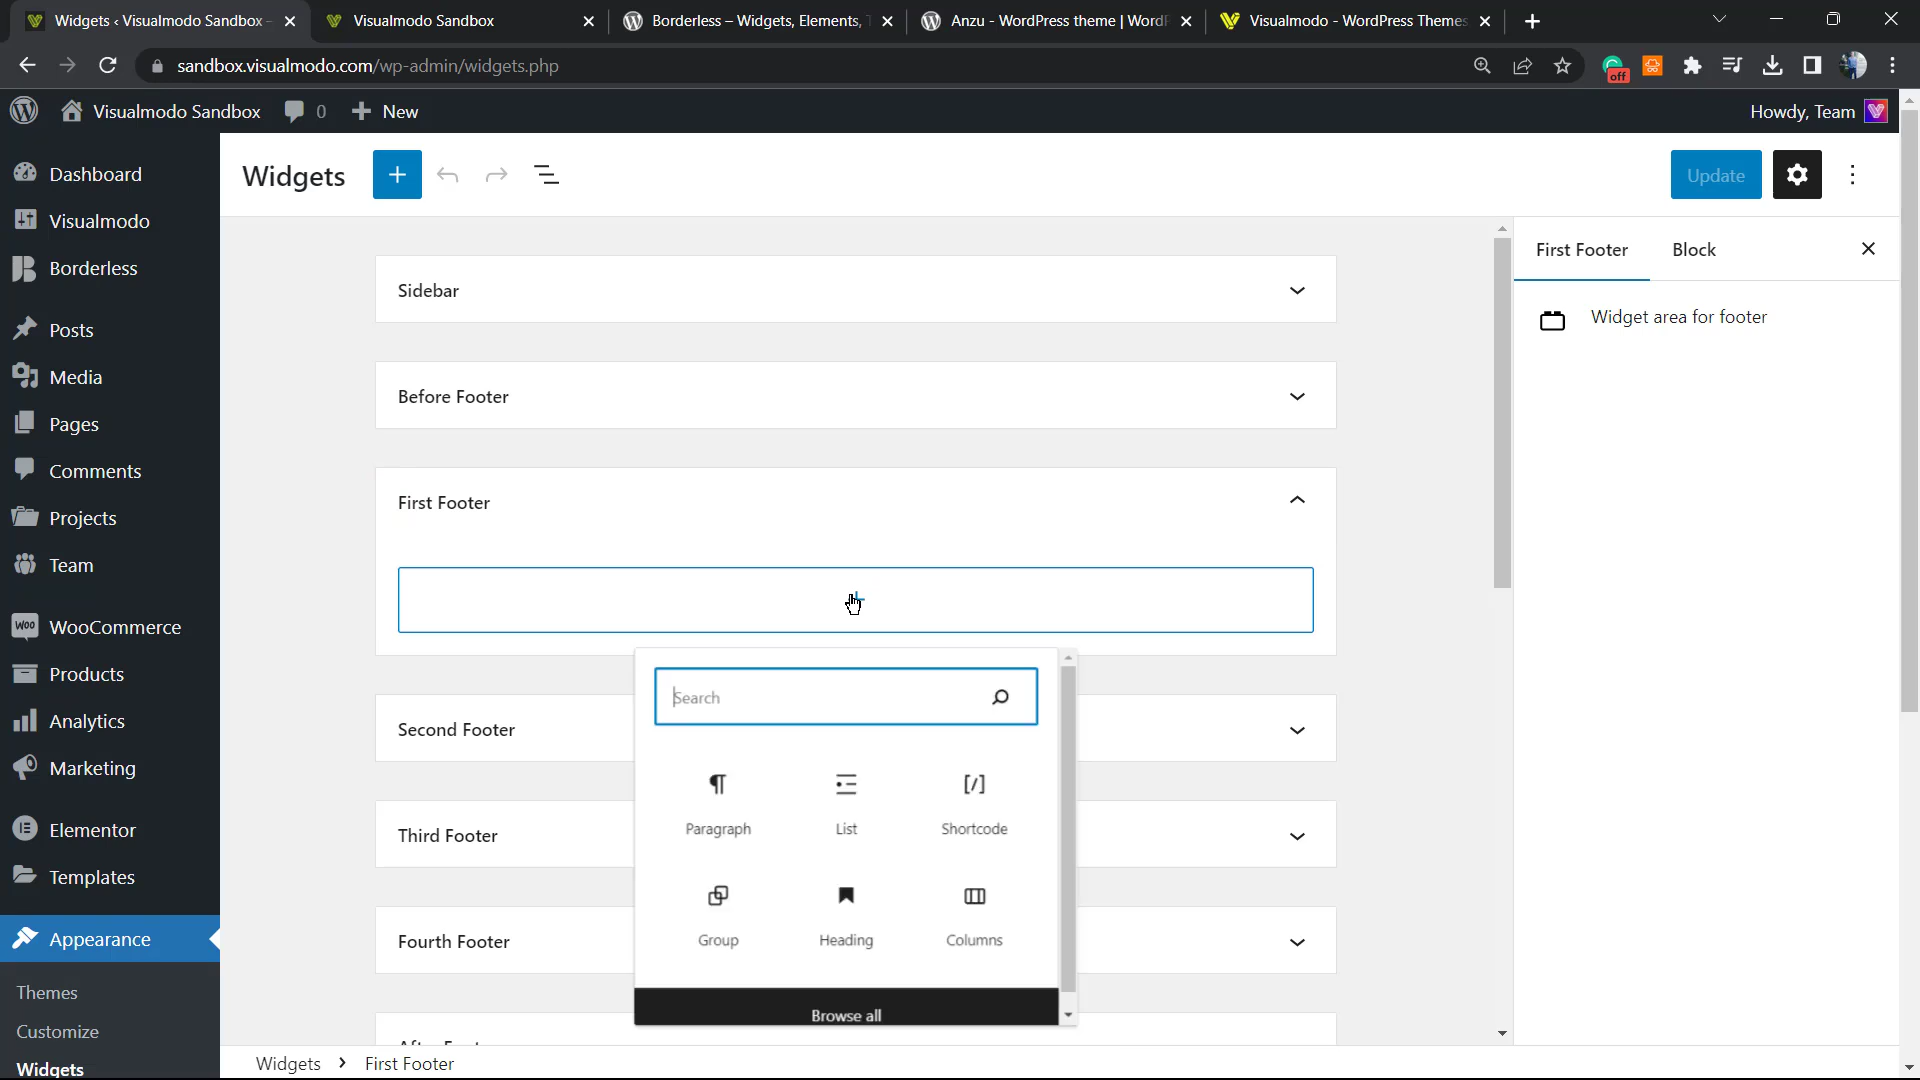 Widgets ‹ Visualmodo Sandbox -
Visualmodo Sandbox
Borderless – Widgets, Elements,
Anzu - WordPress theme | Word
Visualmodo - WordPress Themes
sandbox.visualmodo.com/wp-admin/widgets.php
off
Visualmodo Sandbox
0
New
Howdy, Team
Dashboard
Visualmodo
Borderless
Posts
Media
Pages
Comments
Projects
Team
Woo WooCommerce
Products
Analytics
Marketing
Elementor
Templates
Appearance
Themes
Customize
Widgets
Widgets
Update
Sidebar
Before Footer
First Footer
Search
Paragraph
List
Shortcode
Group
Heading
Columns
Browse all
Second Footer
Third Footer
Fourth Footer
First Footer
Block
Widget area for footer
Widgets › First Footer